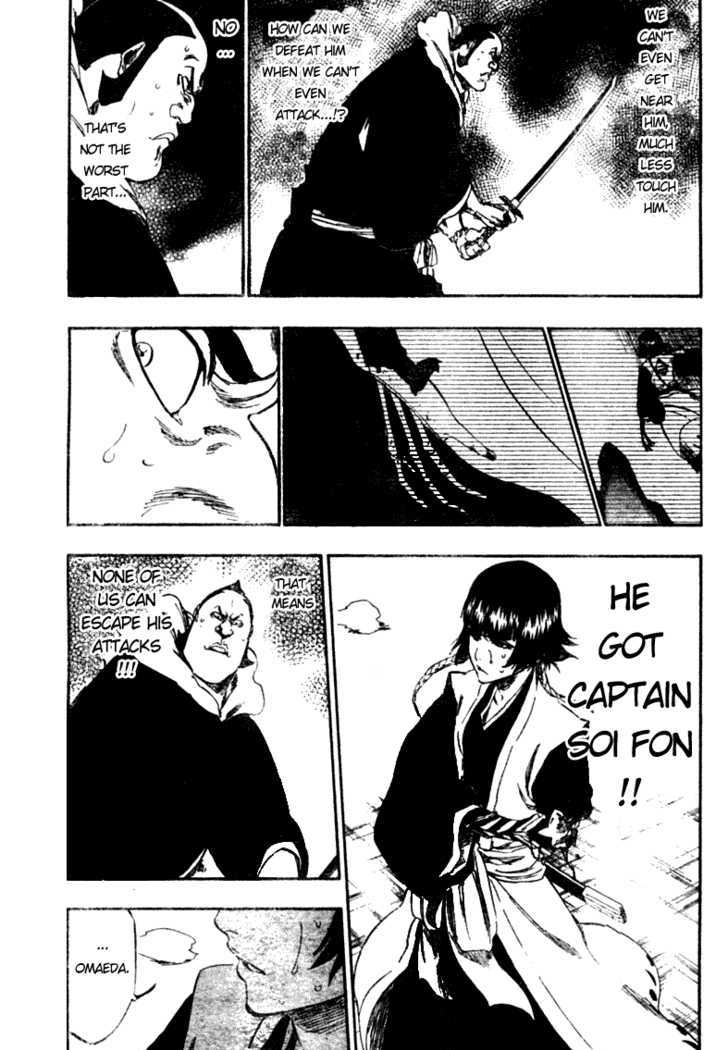 WE
CAN'T
EVEN
GET
NEAR
HIM,
MUCH
LESS
TOUCH
HIM.
HOW CAN WE
DEFEAT HIM
WHEN WE CAN'T
EVEN
ATTACK...!?
NO
...
THAT'S
NOT THE
WORST
PART...
HE
GOT
CAPTAIN
SOI FON
!!
THAT
MEANS
NONE OF
US CAN
ESCAPE HIS
ATTACKS
!!!
...
OMAEDA.